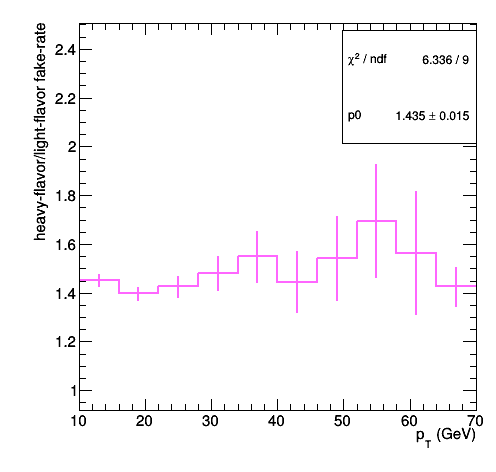 heavy-flavor/light-flavor fake-rate
χ² / ndf 6.336 / 9
p0 1.435 ± 0.015
2.4
2.2
2
1.8
1.6
1.4
1.2
1
10 20 30 40 50 60 70
p_T (GeV)